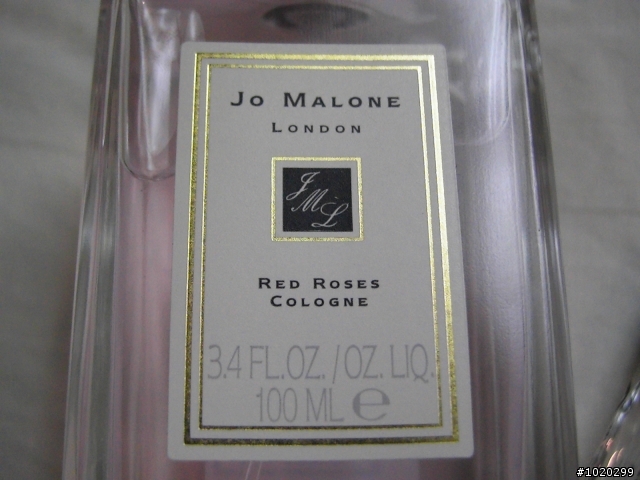 JO MALONE
LONDON
JML
RED ROSES
COLOGNE
3.4 FL.OZ. / OZ. LIQ.
100 ML ℮
#1020299